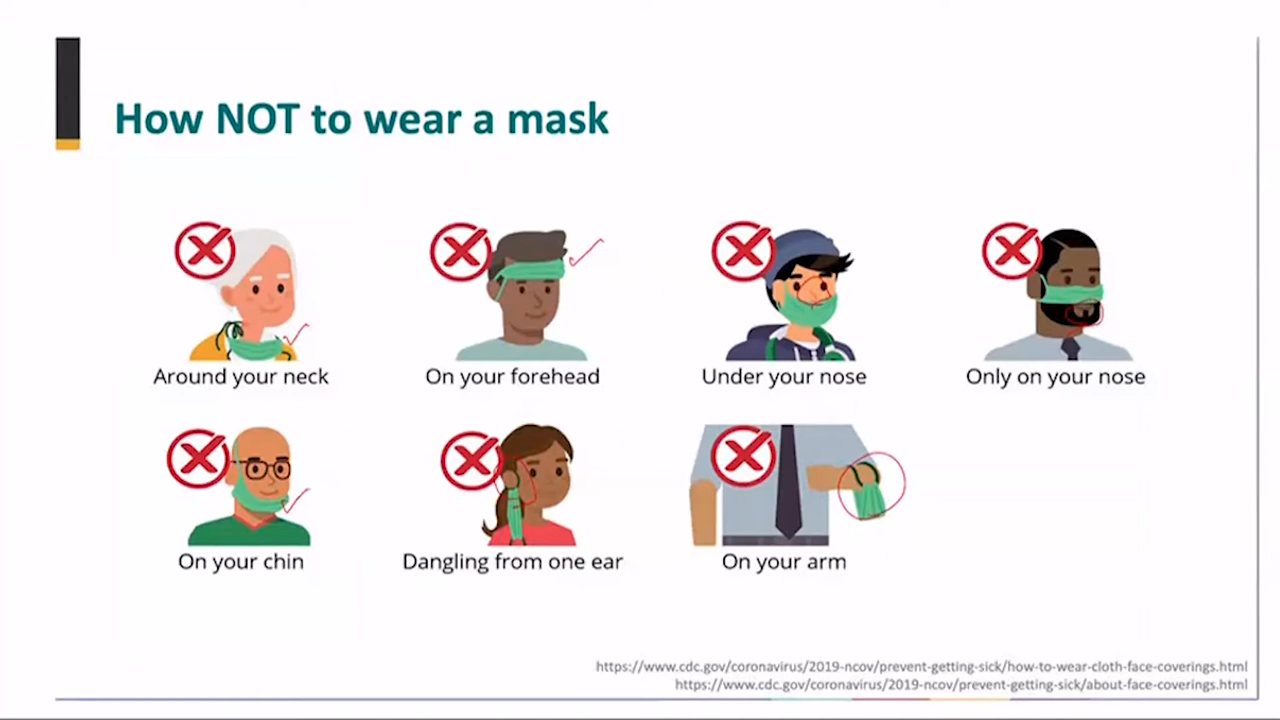 How NOT to wear a mask
Around your neck
On your forehead
Under your nose
Only on your nose
On your chin
Dangling from one ear
On your arm
https://www.cdc.gov/coronavirus/2019-ncov/prevent-getting-sick/how-to-wear-cloth-face-coverings.html
https://www.cdc.gov/coronavirus/2019-ncov/prevent-getting-sick/about-face-coverings.html